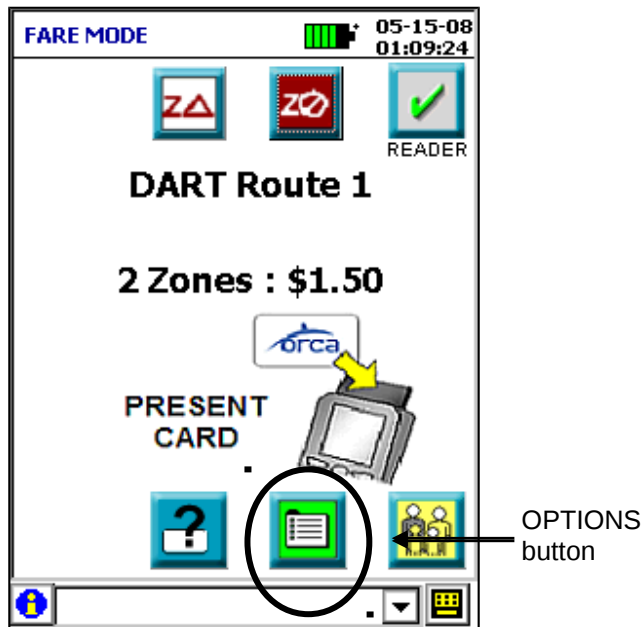 FARE MODE
05-15-08
01:09:24
Z
Z
READER
DART Route 1
2 Zones : $1.50
orca
PRESENT
CARD
?
OPTIONS
button
i